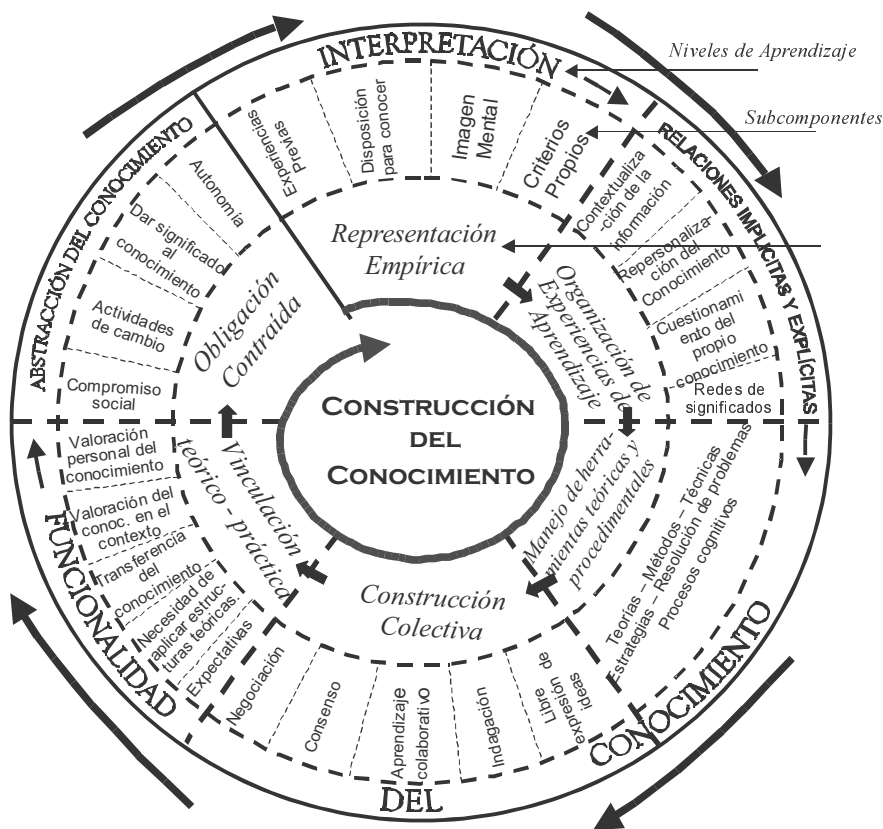 INTERPRETACIÓN
Niveles de Aprendizaje
Subcomponentes
Experiencias
Previas
Disposición
para conocer
Imagen
Mental
Criterios
Propios
Representación
Empírica
RELACIONES IMPLÍCITAS Y EXPLÍCITAS
Contextualiza
-ción de la
información
Repersonaliza-
ción del
Conocimiento
Cuestionami
ento del
propio
conocimiento
Redes de
significados
Organización de
Experiencias de
Aprendizaje
CONOCIMIENTO
Teorías – Métodos – Técnicas
Estrategias – Resolución de problemas
Procesos cognitivos
Manejo de herra-
mientas teóricas y
procedimentales
DEL
Libre
expresión de
ideas
Indagación
Aprendizaje
colaborativo
Consenso
Negociación
Construcción
Colectiva
FUNCIONALIDAD
Expectativas
Necesidad de
aplicar estruc-
turas teóricas.
Transferencia
del
conocimiento
Valoración del
conoc. en el
contexto
Valoración
personal del
conocimiento
Vinculación
teórico - práctica
ABSTRACCIÓN DEL CONOCIMIENTO
Compromiso
social
Actividades
de cambio
Dar significado
al
conocimiento
Autonomía
Obligación
Contraída
CONSTRUCCIÓN
DEL
CONOCIMIENTO